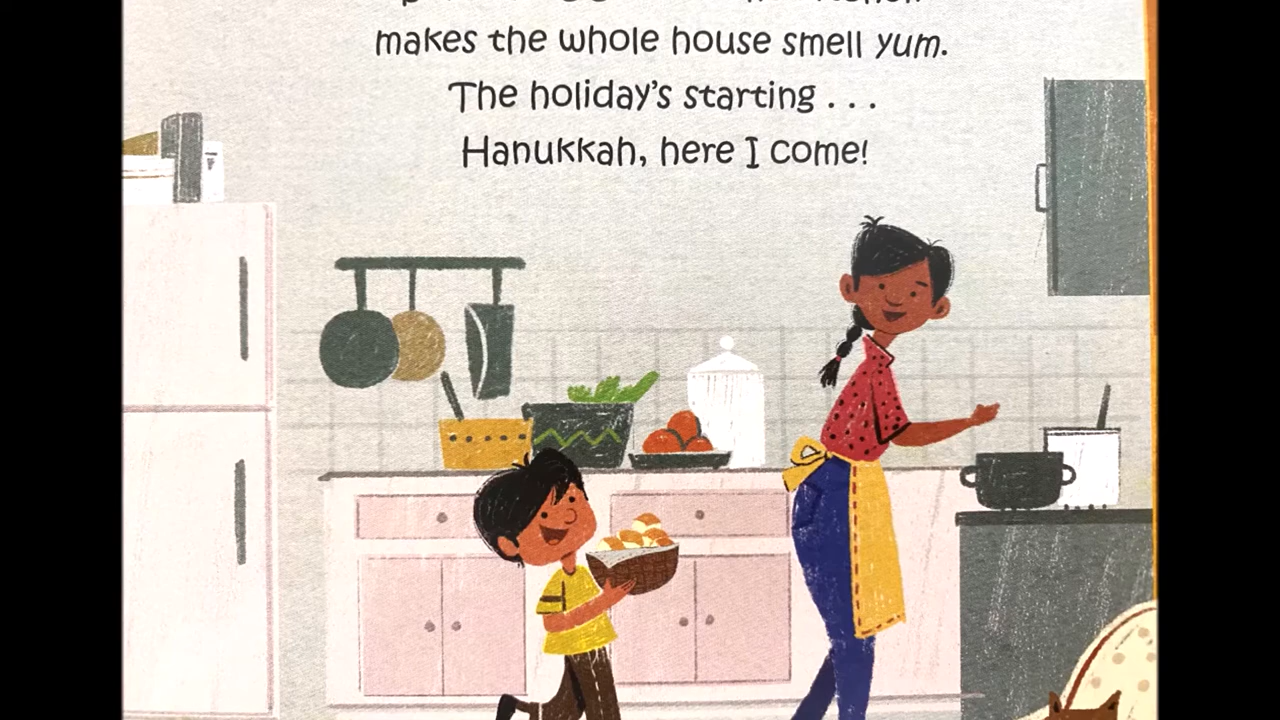 makes the whole house smell yum.
The holiday's starting . . .
Hanukkah, here I come!